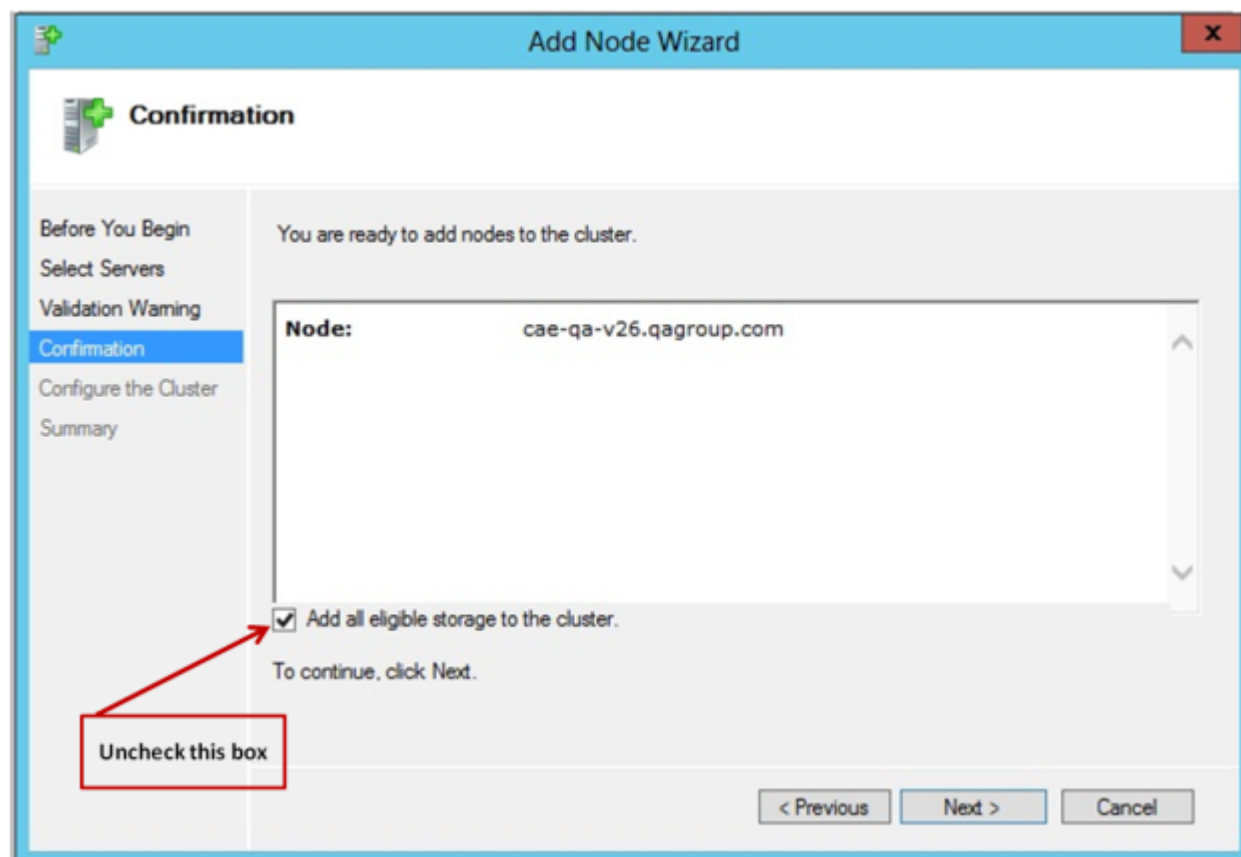 Add Node Wizard
x
Confirmation
Before You Begin
Select Servers
Validation Warning
Confirmation
Configure the Cluster
Summary
You are ready to add nodes to the cluster.
Node: cae-qa-v26.qagroup.com
Add all eligible storage to the cluster.
To continue, click Next.
Uncheck this box
< Previous Next > Cancel